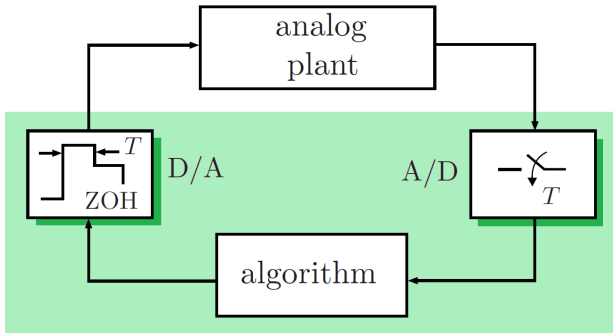 analog
plant
T
ZOH
D/A
A/D
T
algorithm